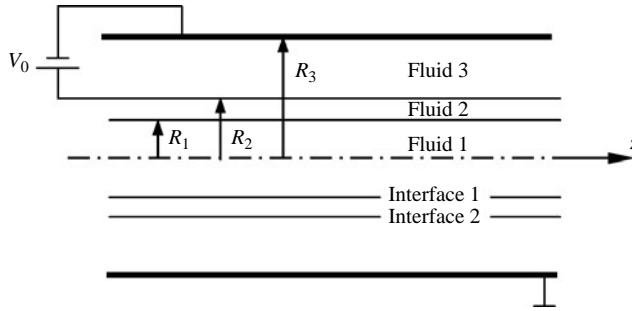 V₀
R₃
Fluid 3
Fluid 2
R₁
R₂
Fluid 1
Interface 1
Interface 2